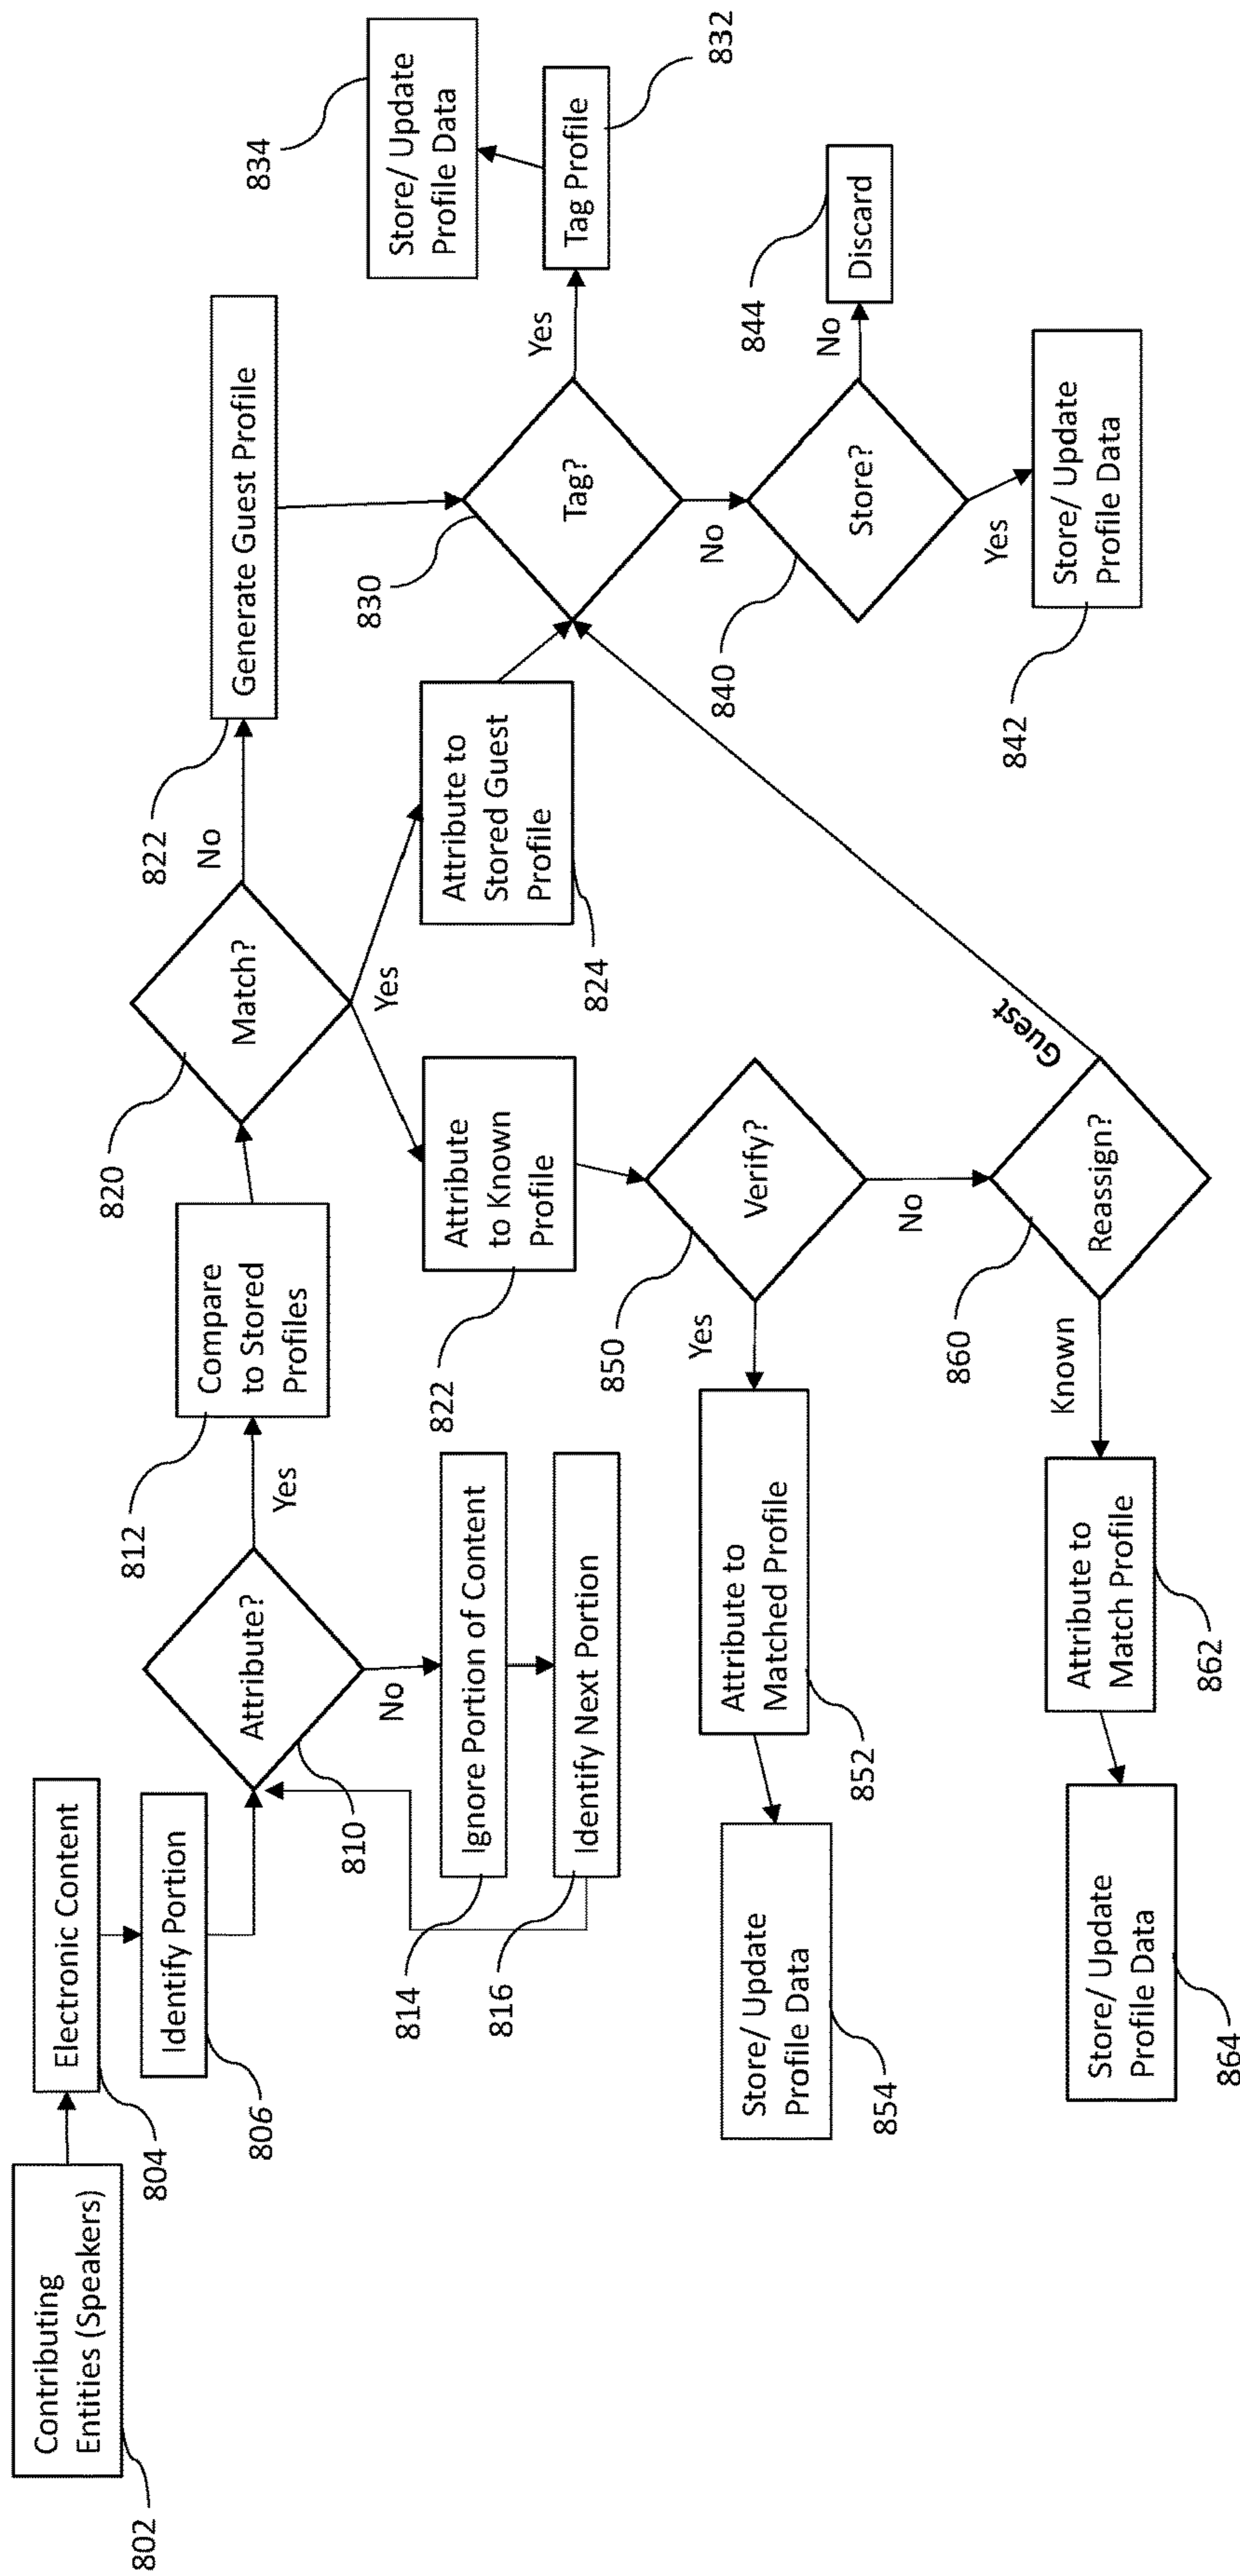 Contributing
Entities (Speakers)
802
Electronic Content
804
Identify Portion
806
Attribute?
810
Yes
No
Compare
to Stored
Profiles
812
Ignore Portion of Content
814
Identify Next Portion
816
Match?
820
No
Yes
Generate Guest Profile
822
Attribute
to Known
Profile
822
Attribute to
Stored Guest
Profile
824
Tag?
830
Yes
No
Tag Profile
832
Store/ Update
Profile Data
834
Store?
840
No
Yes
Discard
844
Store/ Update
Profile Data
842
Verify?
850
Yes
No
Attribute to
Matched Profile
852
Store/ Update
Profile Data
854
Reassign?
860
Guest
Known
Attribute to
Match Profile
862
Store/ Update
Profile Data
864